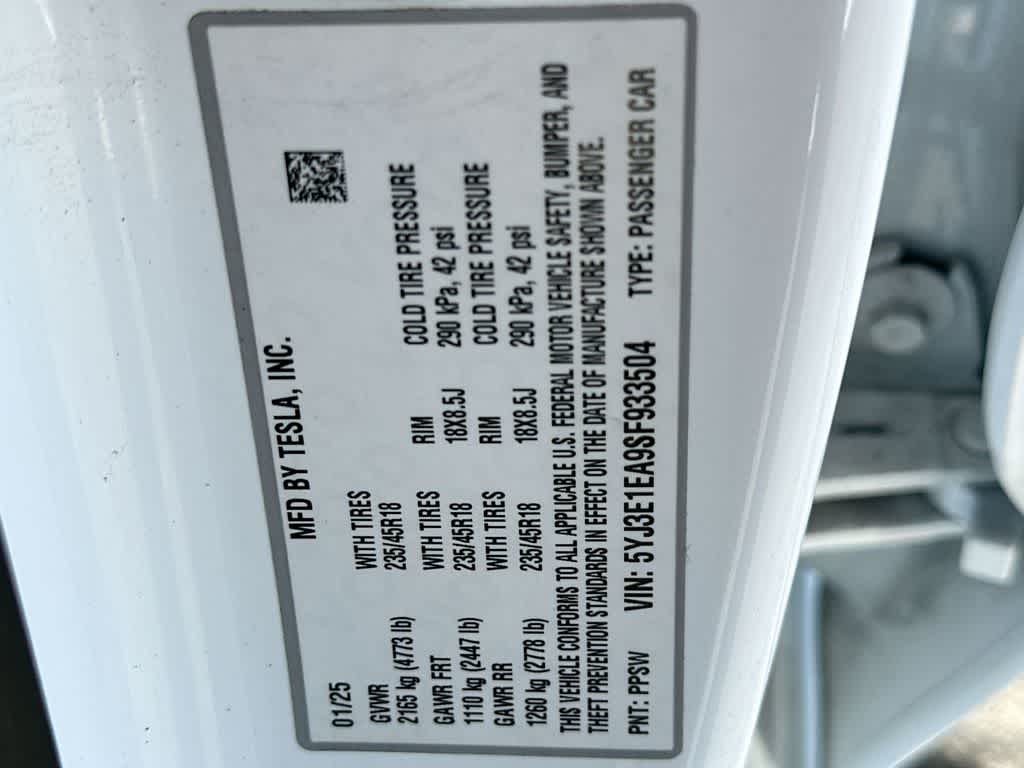 MFD BY TESLA, INC.
01/25
GVWR WITH TIRES
2165 kg (4773 lb) 235/45R18
GAWR FRT WITH TIRES RIM COLD TIRE PRESSURE
1110 kg (2447 lb) 235/45R18 18X8.5J 290 kPa, 42 psi
GAWR RR WITH TIRES RIM COLD TIRE PRESSURE
1260 kg (2778 lb) 235/45R18 18X8.5J 290 kPa, 42 psi
THIS VEHICLE CONFORMS TO ALL APPLICABLE U.S. FEDERAL MOTOR VEHICLE SAFETY, BUMPER, AND
THEFT PREVENTION STANDARDS IN EFFECT ON THE DATE OF MANUFACTURE SHOWN ABOVE.
PNT: PPSW VIN: 5YJ3E1EA9SF933504 TYPE: PASSENGER CAR